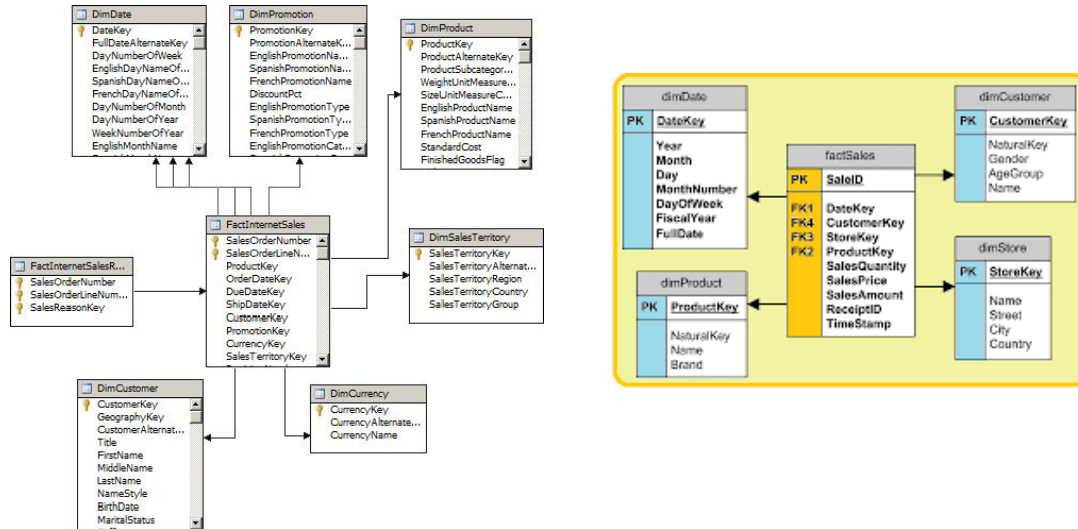 DimDate
DateKey
FullDateAlternateKey
DayNumberOfWeek
EnglishDayNameOf...
SpanishDayNameO...
FrenchDayNameOf...
DayNumberOfMonth
DayNumberOfYear
WeekNumberOfYear
EnglishMonthName
DimPromotion
PromotionKey
PromotionAlternateK...
EnglishPromotionNa...
SpanishPromotionNa...
FrenchPromotionName
DiscountPct
EnglishPromotionType
SpanishPromotionTy...
FrenchPromotionType
EnglishPromotionCat...
DimProduct
ProductKey
ProductAlternateKey
ProductSubcategor...
WeightUnitMeasure...
SizeUnitMeasureC...
EnglishProductName
SpanishProductName
FrenchProductName
StandardCost
FinishedGoodsFlag
FactInternetSalesR...
SalesOrderNumber
SalesOrderLineNum...
SalesReasonKey
FactInternetSales
SalesOrderNumber
SalesOrderLineN...
ProductKey
OrderDateKey
DueDateKey
ShipDateKey
CustomerKey
PromotionKey
CurrencyKey
SalesTerritoryKey
DimSalesTerritory
SalesTerritoryKey
SalesTerritoryAlternat...
SalesTerritoryRegion
SalesTerritoryCountry
SalesTerritoryGroup
DimCustomer
CustomerKey
GeographyKey
CustomerAlternat...
Title
FirstName
MiddleName
LastName
NameStyle
BirthDate
MaritalStatus
DimCurrency
CurrencyKey
CurrencyAlternate...
CurrencyName
dimDate
PK DateKey
Year
Month
Day
MonthNumber
DayOfWeek
FiscalYear
FullDate
dimProduct
PK ProductKey
NaturalKey
Name
Brand
factSales
PK SaleID
FK1 DateKey
FK4 CustomerKey
FK3 StoreKey
FK2 ProductKey
SalesQuantity
SalesPrice
SalesAmount
ReceiptID
TimeStamp
dimCustomer
PK CustomerKey
NaturalKey
Gender
AgeGroup
Name
dimStore
PK StoreKey
Name
Street
City
Country